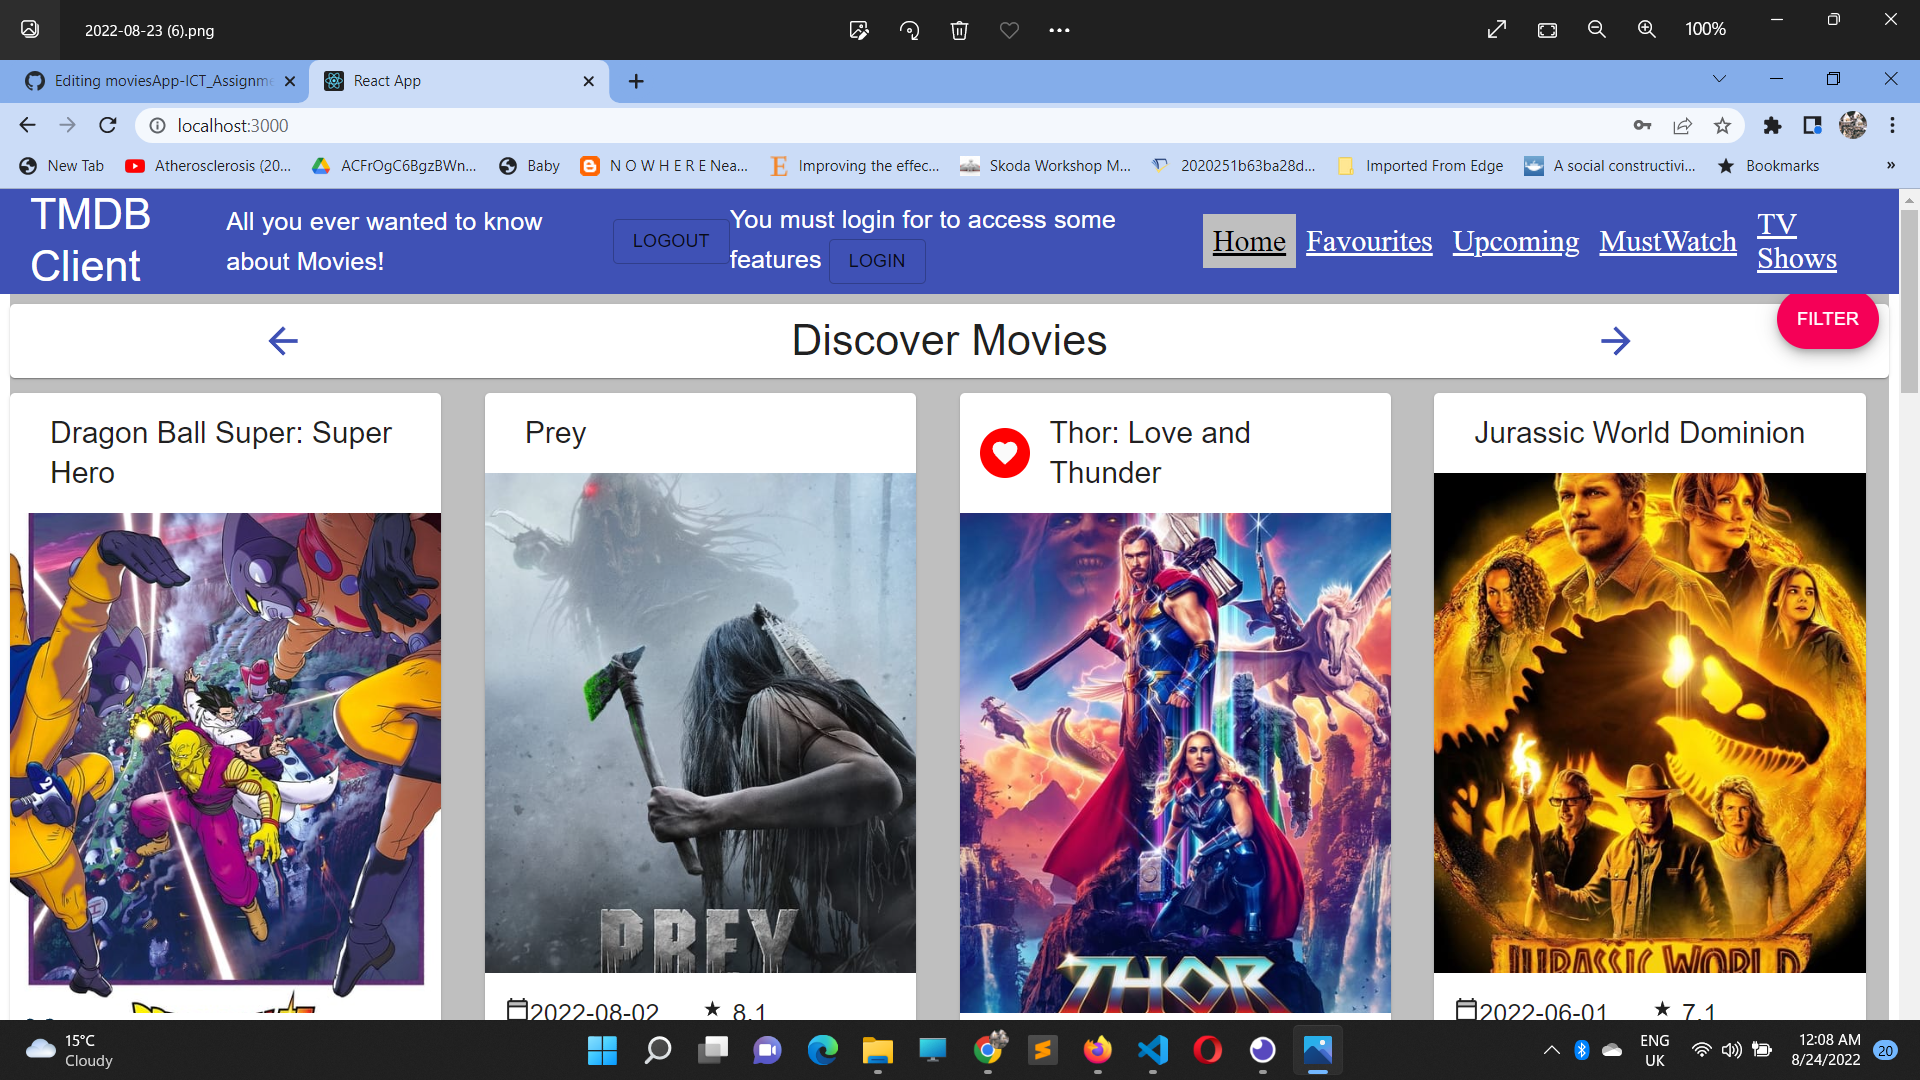 2022-08-23 (6).png
100%
Editing moviesApp-ICT_Assignme
React App
localhost:3000
New Tab
Atherosclerosis (20...
ACFrOgC6BgzBWn...
Baby
N O W H E R E Nea...
Improving the effec...
Skoda Workshop M...
2020251b63ba28d...
Imported From Edge
A social constructivi...
Bookmarks
»
TMDB
Client
All you ever wanted to know
about Movies!
LOGOUT
You must login for to access some
features LOGIN
Home
Favourites
Upcoming
MustWatch
TV
Shows
Discover Movies
FILTER
Dragon Ball Super: Super
Hero
Prey
Thor: Love and
Thunder
Jurassic World Dominion
PREY
THOR
JURASSIC WORLD
2022-08-02
8.1
2022-06-01
7.1
15°C
Cloudy
ENG
UK
12:08 AM
8/24/2022
20